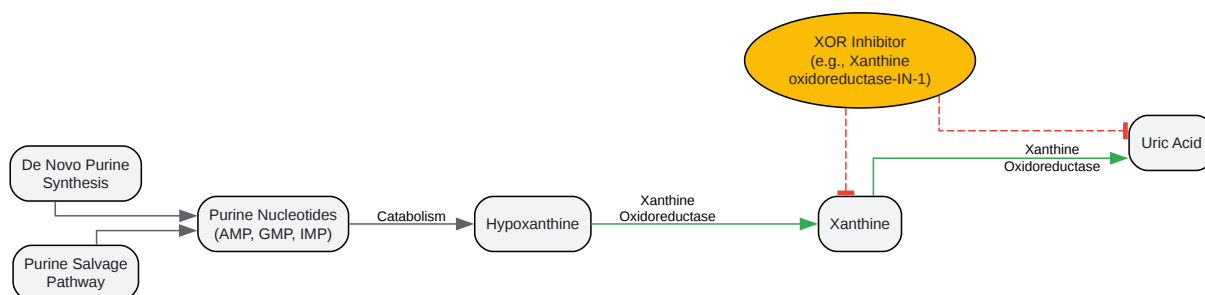 XOR Inhibitor
(e.g., Xanthine
oxidoreductase-IN-1)
De Novo Purine
Synthesis
Purine Salvage
Pathway
Purine Nucleotides
(AMP, GMP, IMP)
Catabolism
Hypoxanthine
Xanthine
Oxidoreductase
Xanthine
Xanthine
Oxidoreductase
Uric Acid